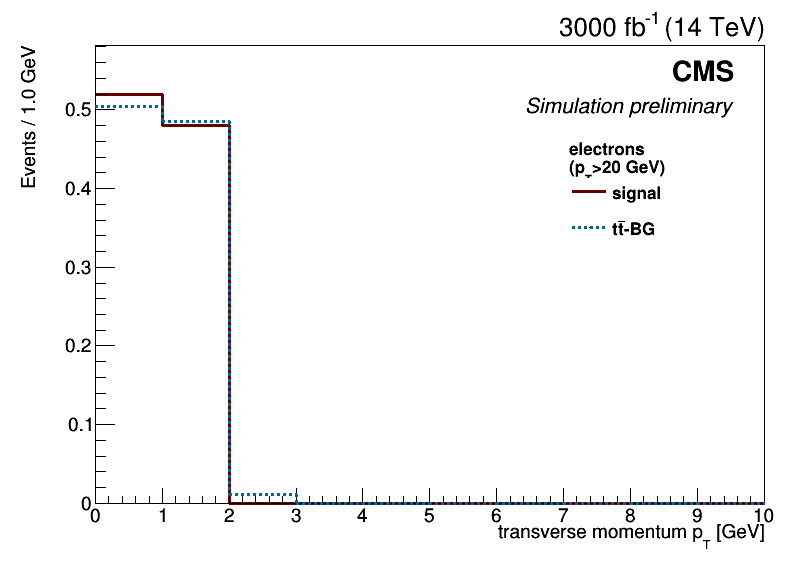 3000 fb⁻¹ (14 TeV)
CMS
Simulation preliminary
electrons
(p_T>20 GeV)
signal
tt̄-BG
Events / 1.0 GeV
0.5
0.4
0.3
0.2
0.1
0
0 1 2 3 4 5 6 7 8 9 10
transverse momentum p_T [GeV]